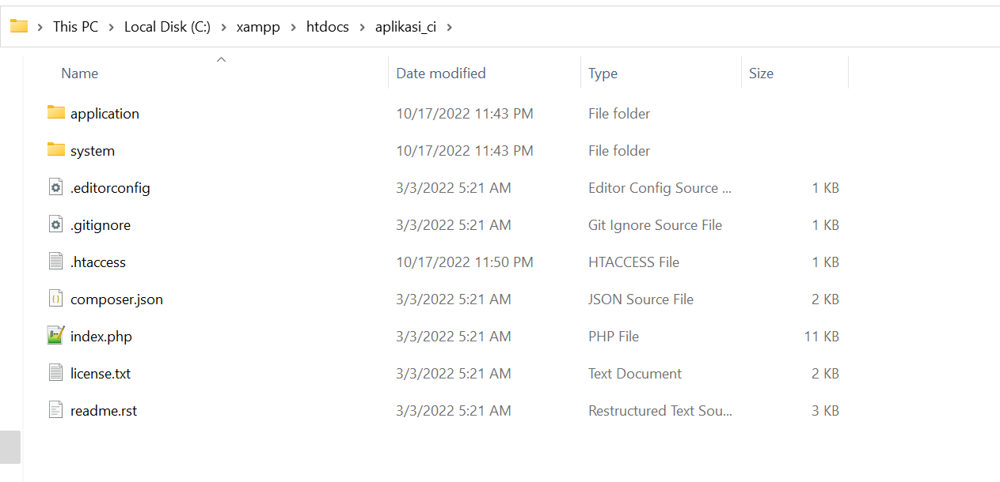 This PC > Local Disk (C:) > xampp > htdocs > aplikasi_ci >
Name Date modified Type Size
application 10/17/2022 11:43 PM File folder
system 10/17/2022 11:43 PM File folder
.editorconfig 3/3/2022 5:21 AM Editor Config Source ... 1 KB
.gitignore 3/3/2022 5:21 AM Git Ignore Source File 1 KB
.htaccess 10/17/2022 11:50 PM HTACCESS File 1 KB
composer.json 3/3/2022 5:21 AM JSON Source File 2 KB
index.php 3/3/2022 5:21 AM PHP File 11 KB
license.txt 3/3/2022 5:21 AM Text Document 2 KB
readme.rst 3/3/2022 5:21 AM Restructured Text Sou... 3 KB